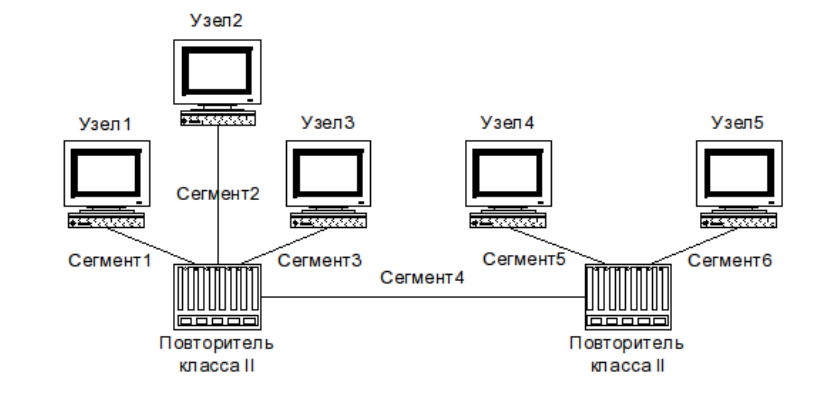 Узел2
Узел1
Узел3
Узел4
Узел5
Сегмент2
Сегмент1
Сегмент3
Сегмент4
Сегмент5
Сегмент6
Повторитель
класса II
Повторитель
класса II